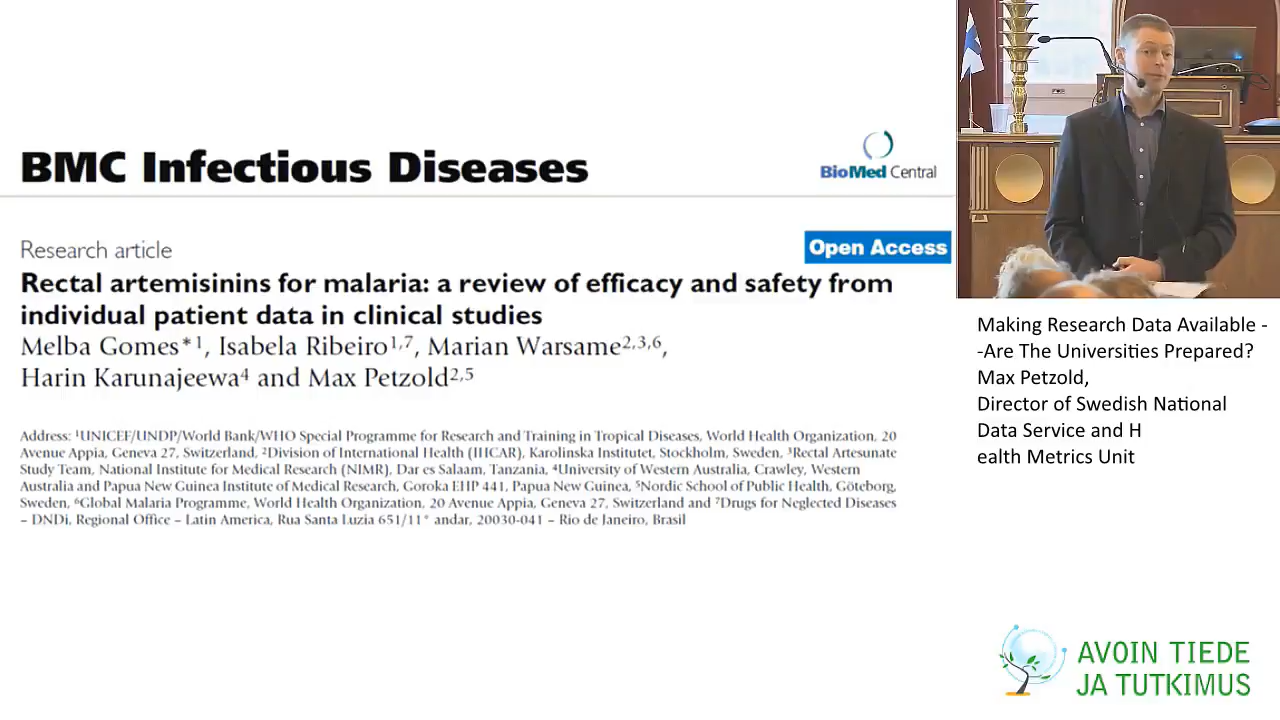 BMC Infectious Diseases
BioMed Central
Research article
Open Access
Rectal artemisinins for malaria: a review of efficacy and safety from
individual patient data in clinical studies
Melba Gomes*1, Isabela Ribeiro1,7, Marian Warsame2,3,6,
Harin Karunajeewa4 and Max Petzold2,5
Address: 1UNICEF/UNDP/World Bank/WHO Special Programme for Research and Training in Tropical Diseases, World Health Organization, 20
Avenue Appia, Geneva 27, Switzerland, 2Division of International Health (IHCAR), Karolinska Institutet, Stockholm, Sweden, 3Rectal Artesunate
Study Team, National Institute for Medical Research (NIMR), Dar es Salaam, Tanzania, 4University of Western Australia, Crawley, Western
Australia and Papua New Guinea Institute of Medical Research, Goroka EHP 441, Papua New Guinea, 5Nordic School of Public Health, Göteborg,
Sweden, 6Global Malaria Programme, World Health Organization, 20 Avenue Appia, Geneva 27, Switzerland and 7Drugs for Neglected Diseases
– DNDi, Regional Office – Latin America, Rua Santa Luzia 651/11° andar, 20030-041 – Rio de Janeiro, Brasil
Making Research Data Available -
-Are The Universities Prepared?
Max Petzold,
Director of Swedish National
Data Service and H
ealth Metrics Unit
AVOIN TIEDE
JA TUTKIMUS